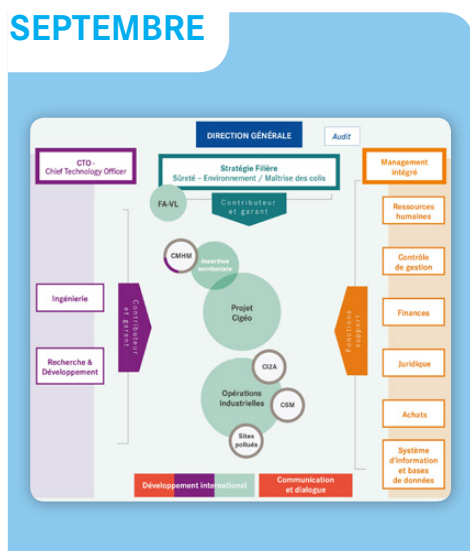 SEPTEMBRE
DIRECTION GÉNÉRALE
Audit
CTO -
Chief Technology Officer
Stratégie Filière
Sûreté – Environnement / Maîtrise des colis
Management
Intégré
FA-VL
Contributeur
et garant
Ressources
humaines
CMHM
Insertion
territoriale
Contrôle
de gestion
Ingénierie
Contributeur
et garant
Projet
Cigéo
Fonctions
support
Finances
Recherche &
Développement
CI2A
Juridique
Opérations
industrielles
CSM
Achats
Sites
pollués
Système
d'information
et bases
de données
Développement international
Communication
et dialogue